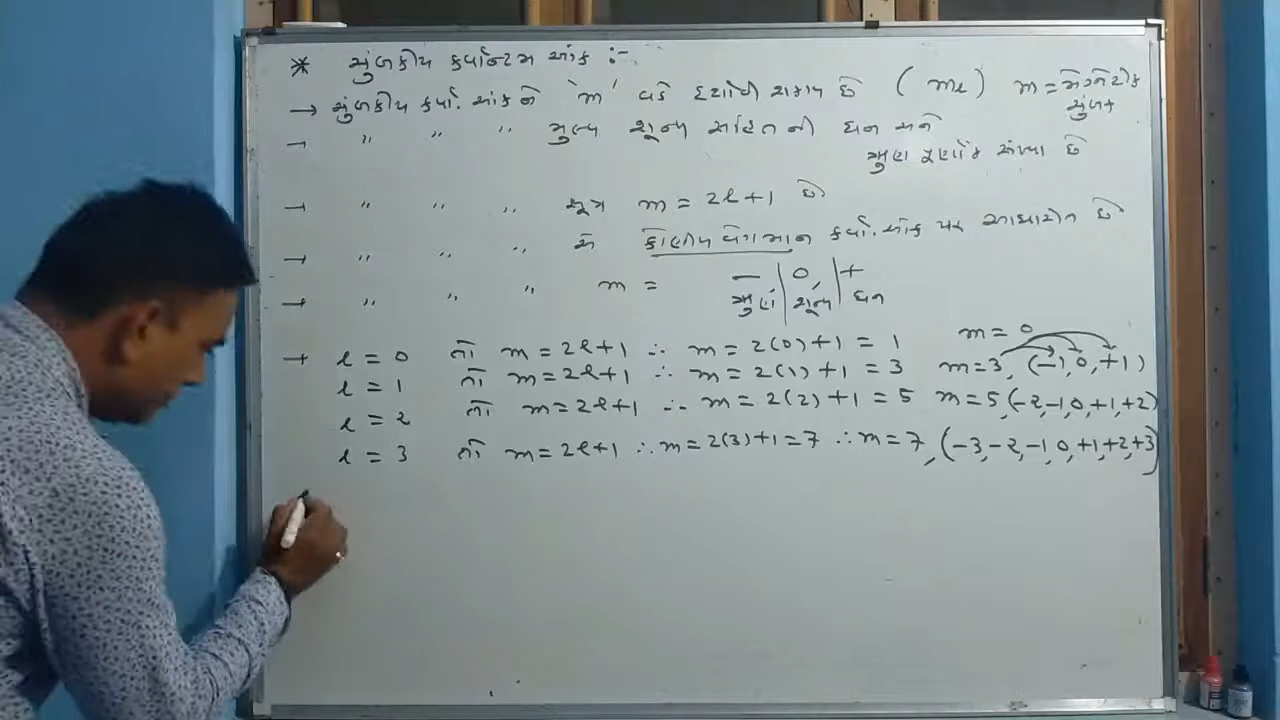 * ચુંબકીય ક્વોન્ટમ આંક :-
→ ચુંબકીય ક્વો. આંકને 'm' વડે દર્શાવી શકાય છે (mℓ) m = મેગ્નેટીક ચુંબક
→ " " " મુલ્ય શૂન્ય સહિતની ધન અને
ઋણ પૂર્ણાંક સંખ્યા છે
→ " " " સૂત્ર m = 2ℓ+1 છે
→ " " " એ કોણીય વેગમાન ક્વો. આંક પર આધારીત છે
→ " " " m = — | 0, | +
ઋણ | શૂન્ય | ધન
→ ℓ = 0 તો m = 2ℓ+1 ∴ m = 2(0)+1 = 1 m = 0
ℓ = 1 તો m = 2ℓ+1 ∴ m = 2(1)+1 = 3 m=3, (-1,0,+1)
ℓ = 2 તો m = 2ℓ+1 ∴ m = 2(2)+1 = 5 m=5,(-2,-1,0,+1,+2)
ℓ = 3 તો m = 2ℓ+1 ∴ m = 2(3)+1 = 7 ∴ m = 7, (-3,-2,-1,0,+1,+2,+3)